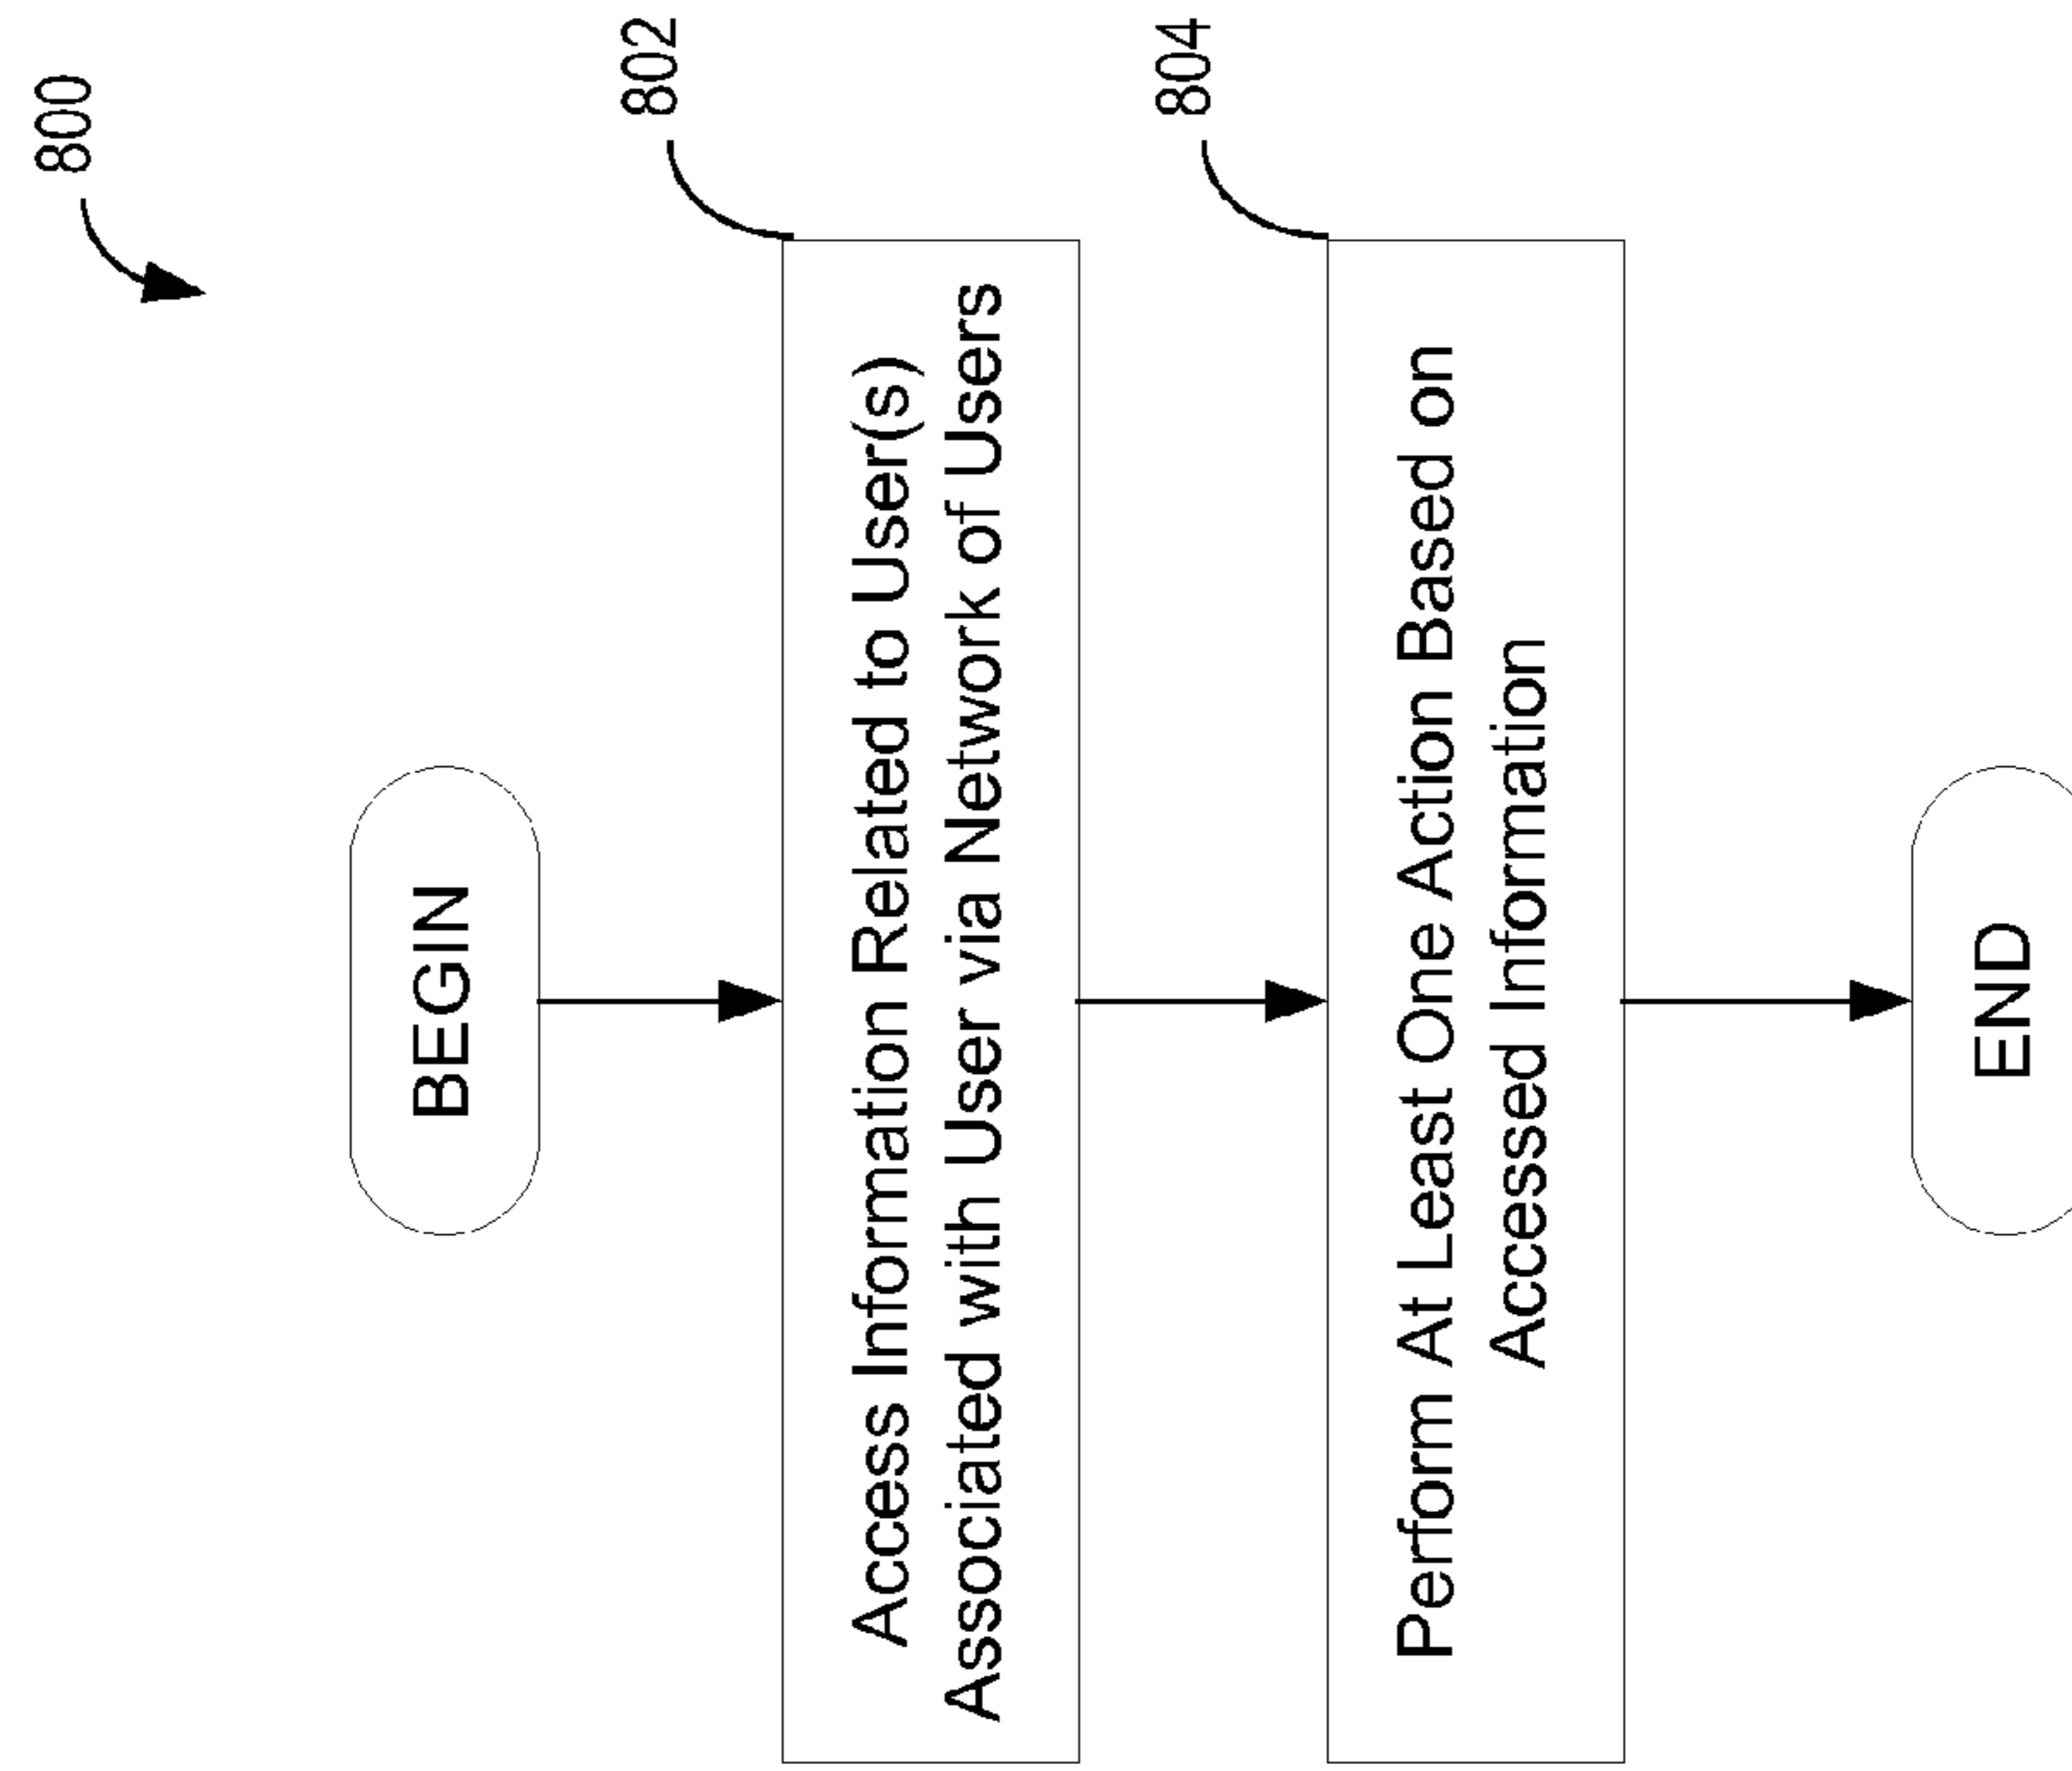 800
BEGIN
802
Access Information Related to User(s)
Associated with User via Network of Users
804
Perform At Least One Action Based on
Accessed Information
END